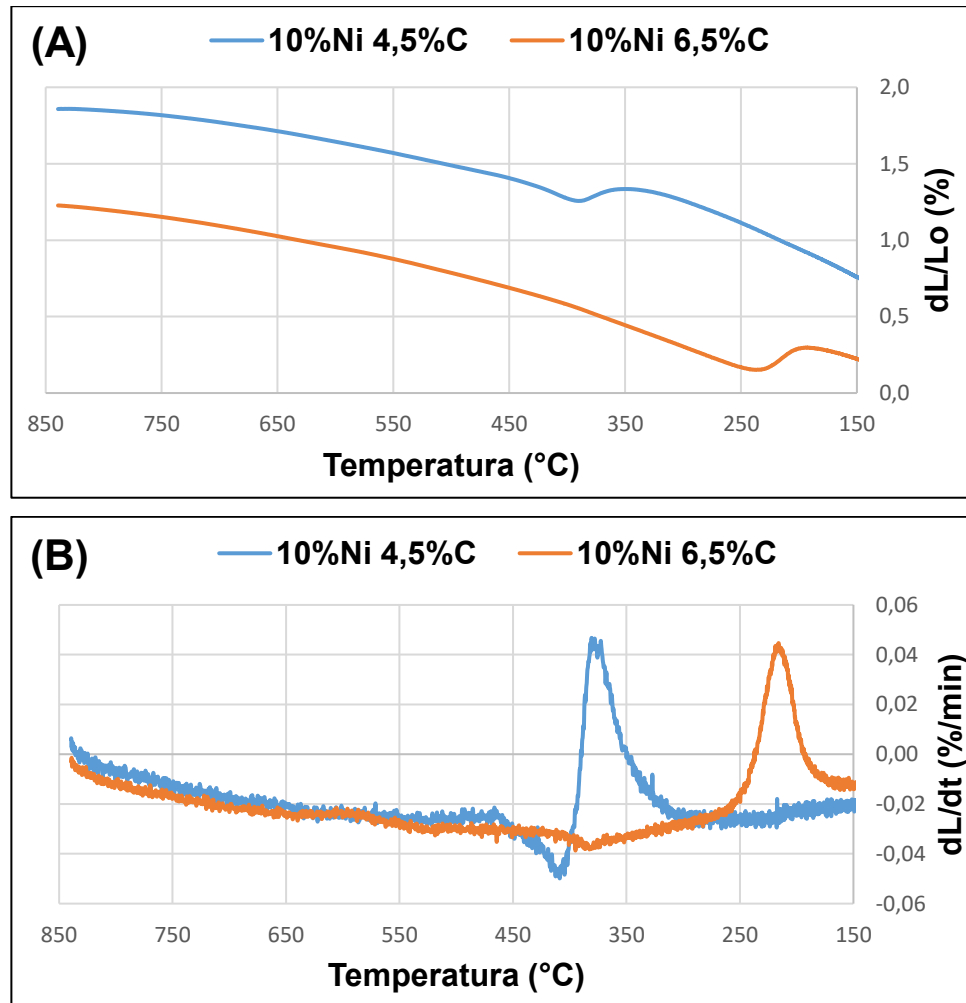 (A)
10%Ni 4,5%C 10%Ni 6,5%C
2,0
1,5
1,0
0,5
0,0
dL/Lo (%)
850 750 650 550 450 350 250 150
Temperatura (°C)
(B)
10%Ni 4,5%C 10%Ni 6,5%C
0,06
0,04
0,02
0,00
-0,02
-0,04
-0,06
dL/dt (%/min)
850 750 650 550 450 350 250 150
Temperatura (°C)